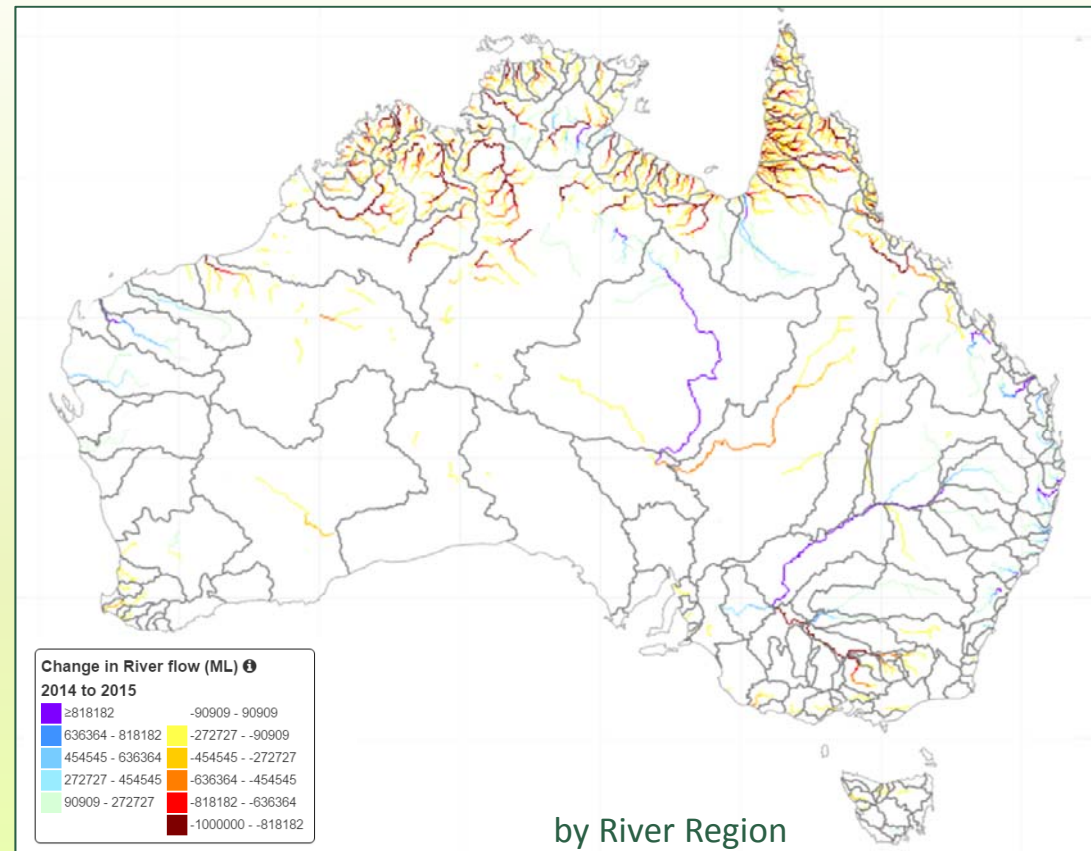 Change in River flow (ML)
2014 to 2015
≥818182
636364 - 818182
454545 - 636364
272727 - 454545
90909 - 272727
-90909 - 90909
-272727 - -90909
-454545 - -272727
-636364 - -454545
-818182 - -636364
-1000000 - -818182
by River Region